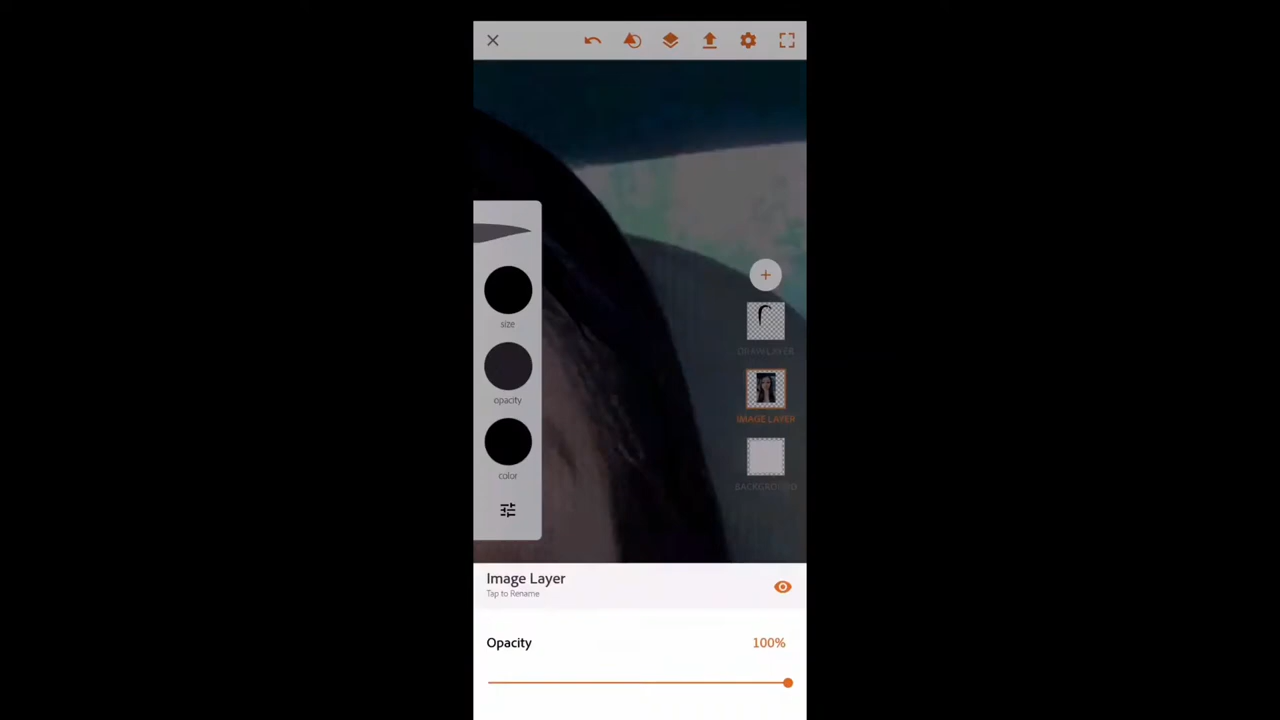 size
DRAW LAYER
opacity
IMAGE LAYER
color
BACKGROUND
Image Layer
Tap to Rename
Opacity
100%